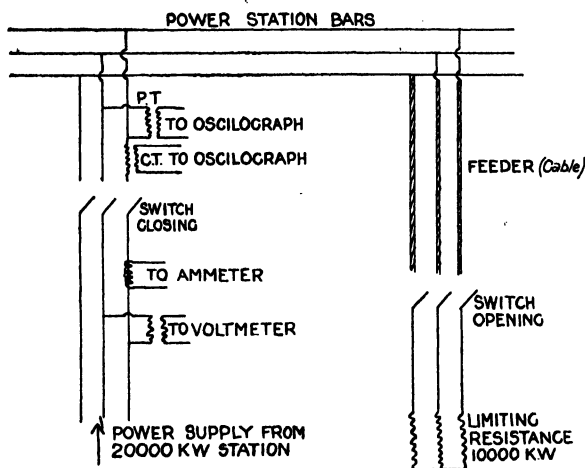 POWER STATION BARS
P.T
TO OSCILOGRAPH
C.T. TO OSCILOGRAPH
FEEDER (Cable)
SWITCH
CLOSING
TO AMMETER
SWITCH
OPENING
TO VOLTMETER
POWER SUPPLY FROM
20000 KW STATION
LIMITING
RESISTANCE
10000 K.W